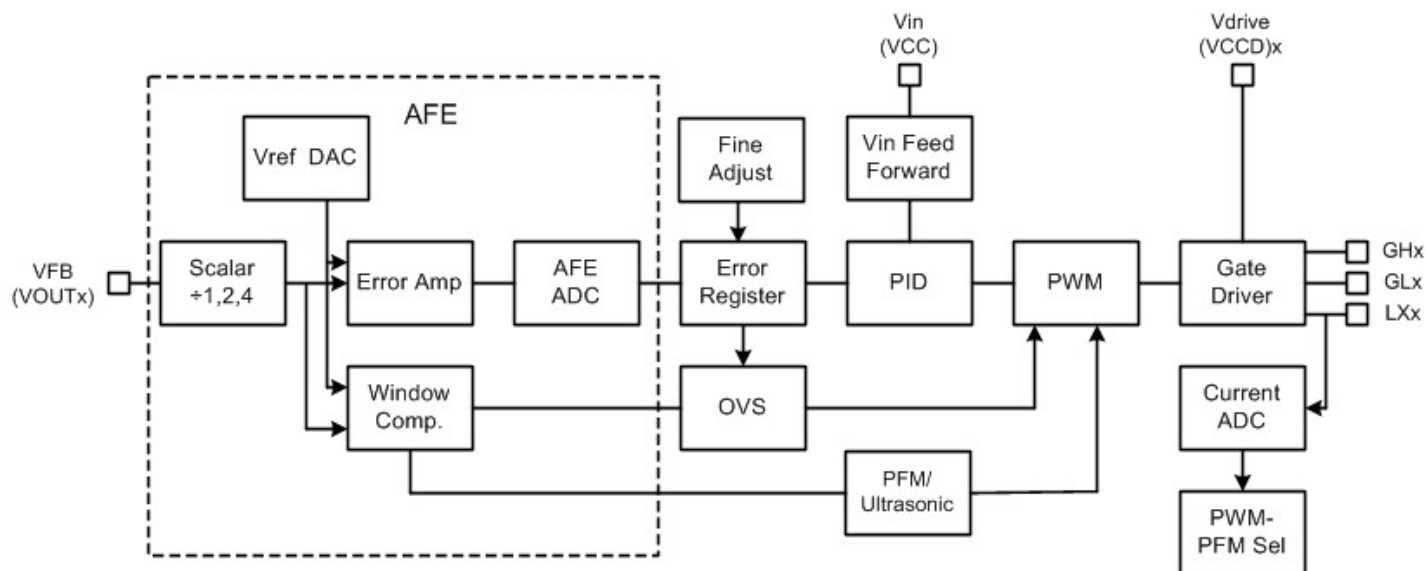 Vin
(VCC)
Vdrive
(VCCD)x
AFE
Vref DAC
Fine
Adjust
Vin Feed
Forward
VFB
(VOUTx)
Scalar
÷1,2,4
Error Amp
AFE
ADC
Error
Register
PID
PWM
Gate
Driver
GHx
GLx
LXx
Window
Comp.
OVS
Current
ADC
PFM/
Ultrasonic
PWM-
PFM Sel